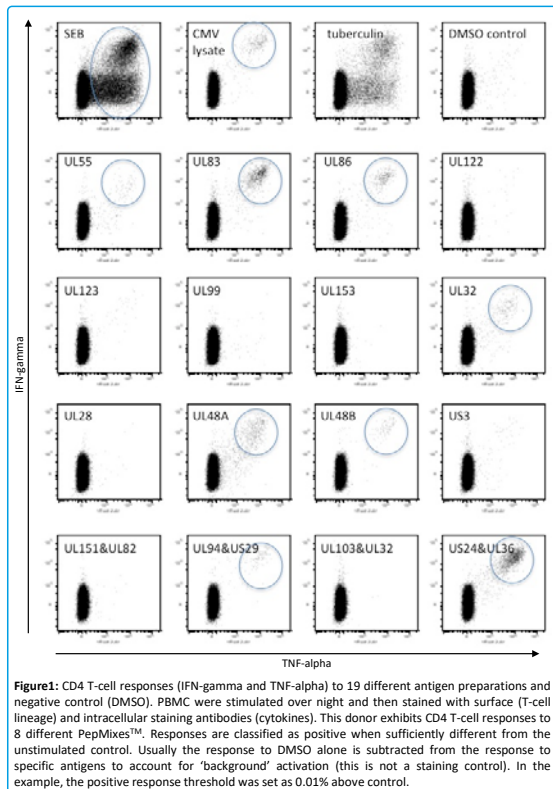 SEB
CMV
lysate
tuberculin
DMSO control
UL55
UL83
UL86
UL122
UL123
UL99
UL153
UL32
UL28
UL48A
UL48B
US3
UL151&UL82
UL94&US29
UL103&UL32
US24&UL36
IFN-gamma
TNF-alpha
Figure1: CD4 T-cell responses (IFN-gamma and TNF-alpha) to 19 different antigen preparations and
negative control (DMSO). PBMC were stimulated over night and then stained with surface (T-cell
lineage) and intracellular staining antibodies (cytokines). This donor exhibits CD4 T-cell responses to
8 different PepMixes™. Responses are classified as positive when sufficiently different from the
unstimulated control. Usually the response to DMSO alone is subtracted from the response to
specific antigens to account for ‘background’ activation (this is not a staining control). In the
example, the positive response threshold was set as 0.01% above control.